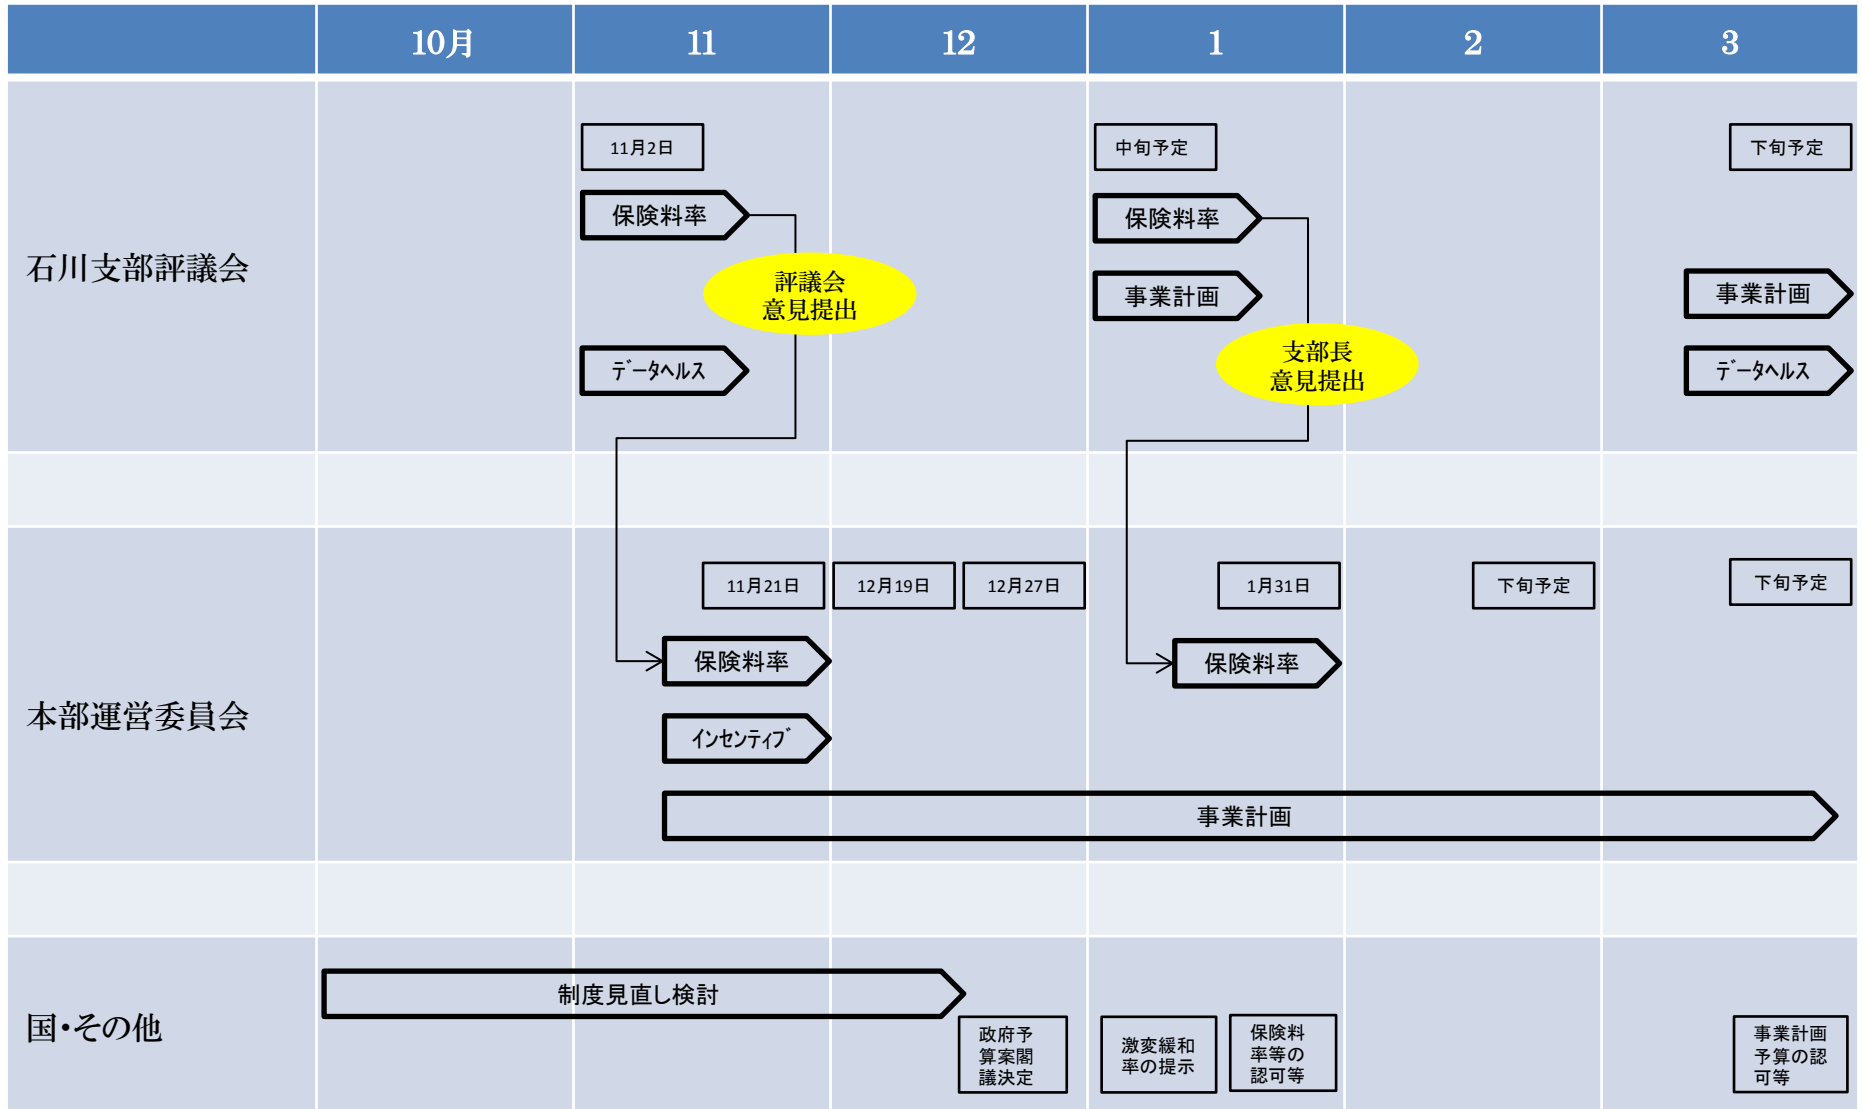 10月 11 12 1 2 3
石川支部評議会
11月2日
中旬予定
下旬予定
保険料率
保険料率
評議会
意見提出
事業計画
事業計画
支部長
意見提出
データヘルス
データヘルス
本部運営委員会
11月21日
12月19日
12月27日
1月31日
下旬予定
下旬予定
保険料率
保険料率
インセンティブ
事業計画
国・その他
制度見直し検討
政府予
算案閣
議決定
激変緩和
率の提示
保険料
率等の
認可等
事業計画
予算の認
可等